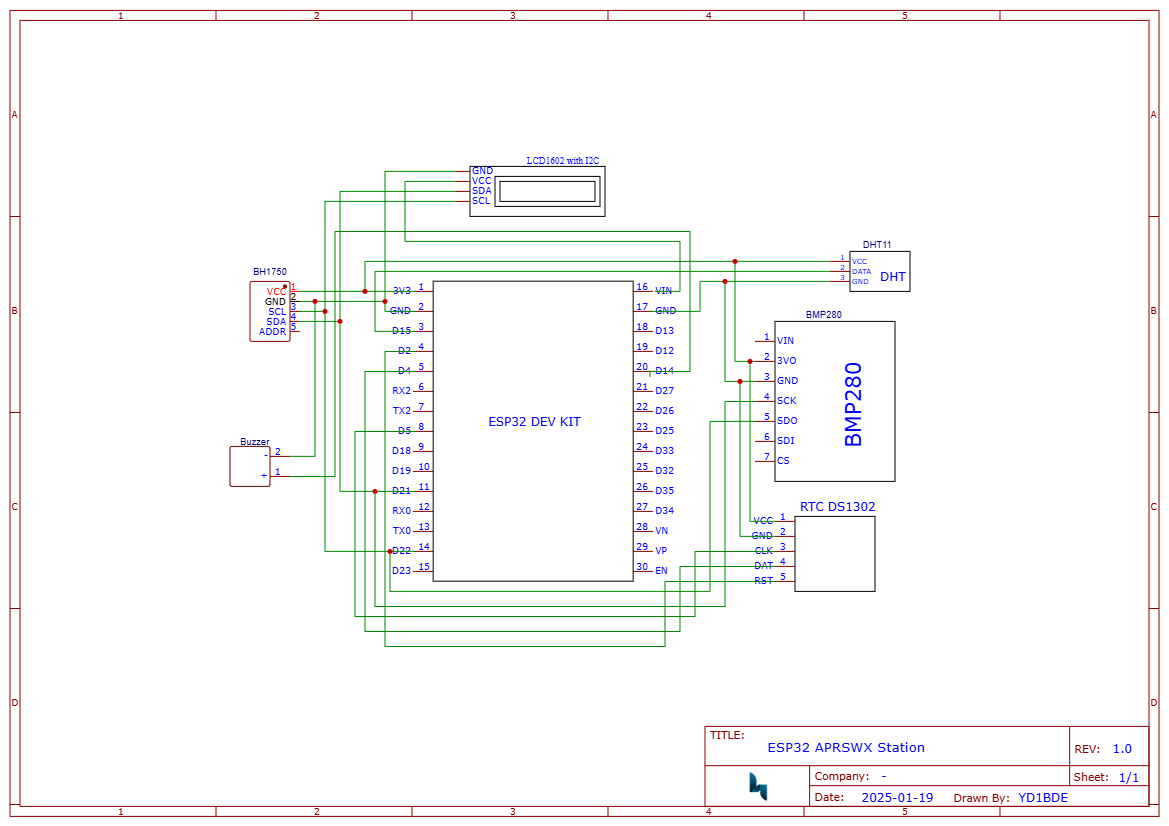 1 2 3 4 5
A A
B B
C C
D D
1 2 3 4 5
LCD1602 with I2C
GND
VCC
SDA
SCL
BH1750
VCC 1
GND 2
SCL 3
SDA 4
ADDR 5
Buzzer
- 2
+ 1
ESP32 DEV KIT
3V3 1
GND 2
D15 3
D2 4
D4 5
RX2 6
TX2 7
D5 8
D18 9
D19 10
D21 11
RX0 12
TX0 13
D22 14
D23 15
16 VIN
17 GND
18 D13
19 D12
20 D14
21 D27
22 D26
23 D25
24 D33
25 D32
26 D35
27 D34
28 VN
29 VP
30 EN
DHT11
1 VCC
2 DATA
3 GND
DHT
BMP280
1 VIN
2 3VO
3 GND
4 SCK
5 SDO
6 SDI
7 CS
BMP280
RTC DS1302
VCC 1
GND 2
CLK 3
DAT 4
RST 5
TITLE:
ESP32 APRSWX Station
REV: 1.0
Company: -
Sheet: 1/1
Date: 2025-01-19 Drawn By: YD1BDE